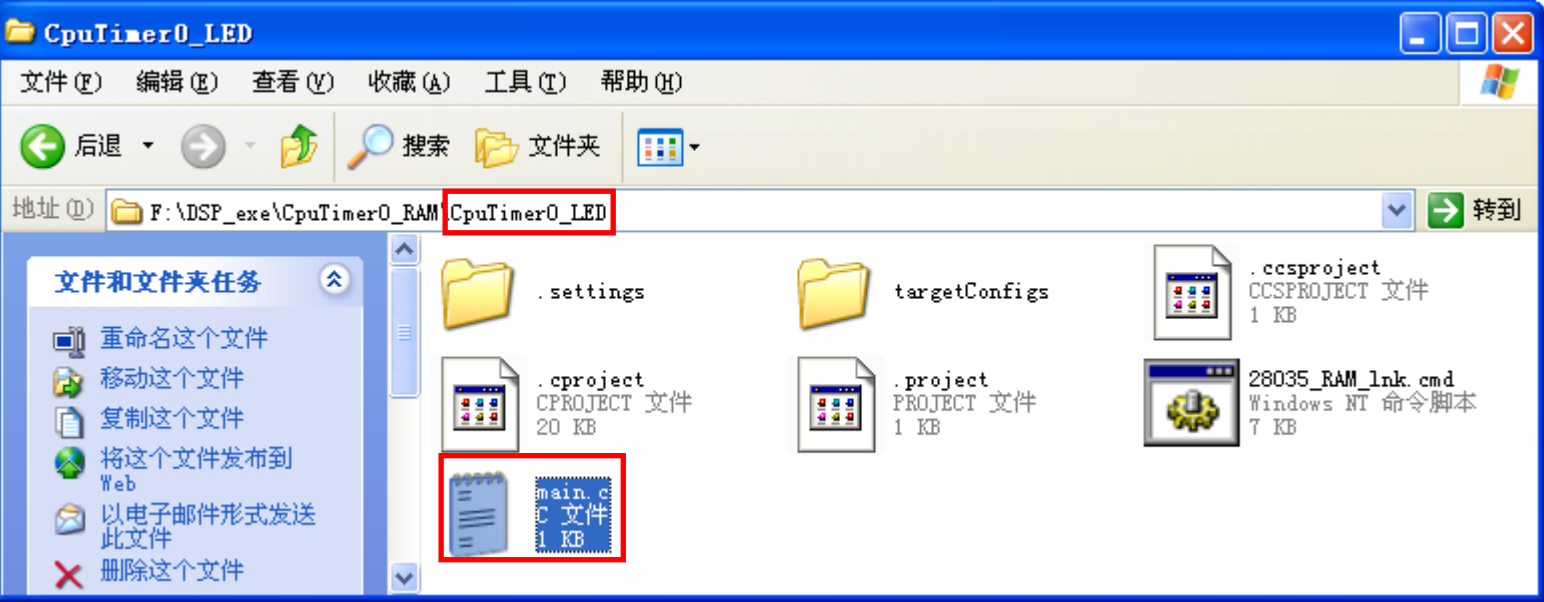 CpuTimer0_LED
文件(F) 编辑(E) 查看(V) 收藏(A) 工具(T) 帮助(H)
后退 搜索 文件夹
地址(D) F:\DSP_exe\CpuTimer0_RAM\CpuTimer0_LED 转到
文件和文件夹任务
重命名这个文件
移动这个文件
复制这个文件
将这个文件发布到
Web
以电子邮件形式发送
此文件
删除这个文件
.settings
targetConfigs
.ccsproject
CCSPROJECT 文件
1 KB
.cproject
CPROJECT 文件
20 KB
.project
PROJECT 文件
1 KB
28035_RAM_lnk.cmd
Windows NT 命令脚本
7 KB
main.c
C 文件
1 KB